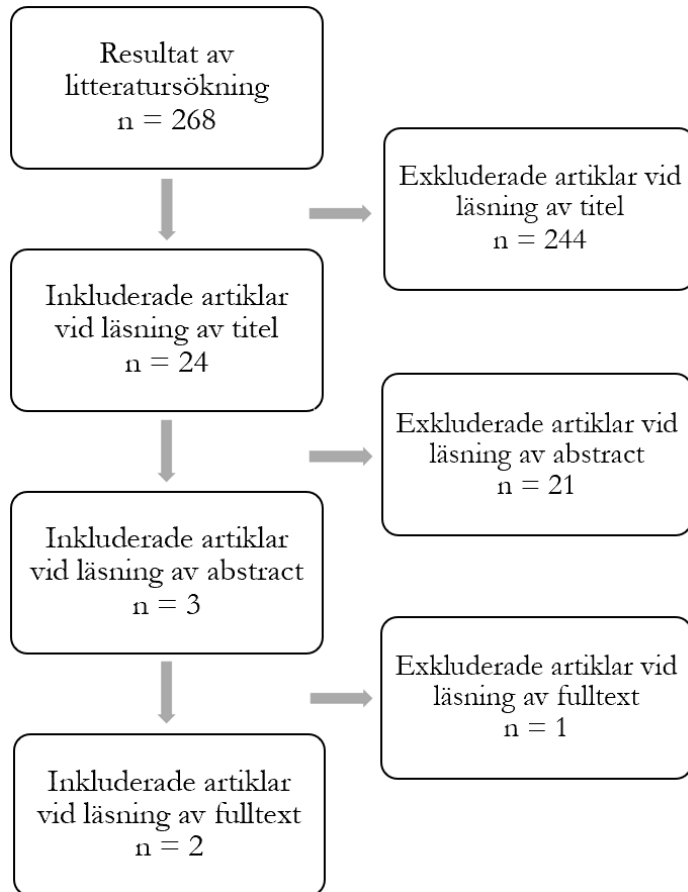 Resultat av
litteratursökning
n = 268
Exkluderade artiklar vid
läsning av titel
n = 244
Inkluderade artiklar
vid läsning av titel
n = 24
Exkluderade artiklar vid
läsning av abstract
n = 21
Inkluderade artiklar
vid läsning av abstract
n = 3
Exkluderade artiklar vid
läsning av fulltext
n = 1
Inkluderade artiklar
vid läsning av fulltext
n = 2